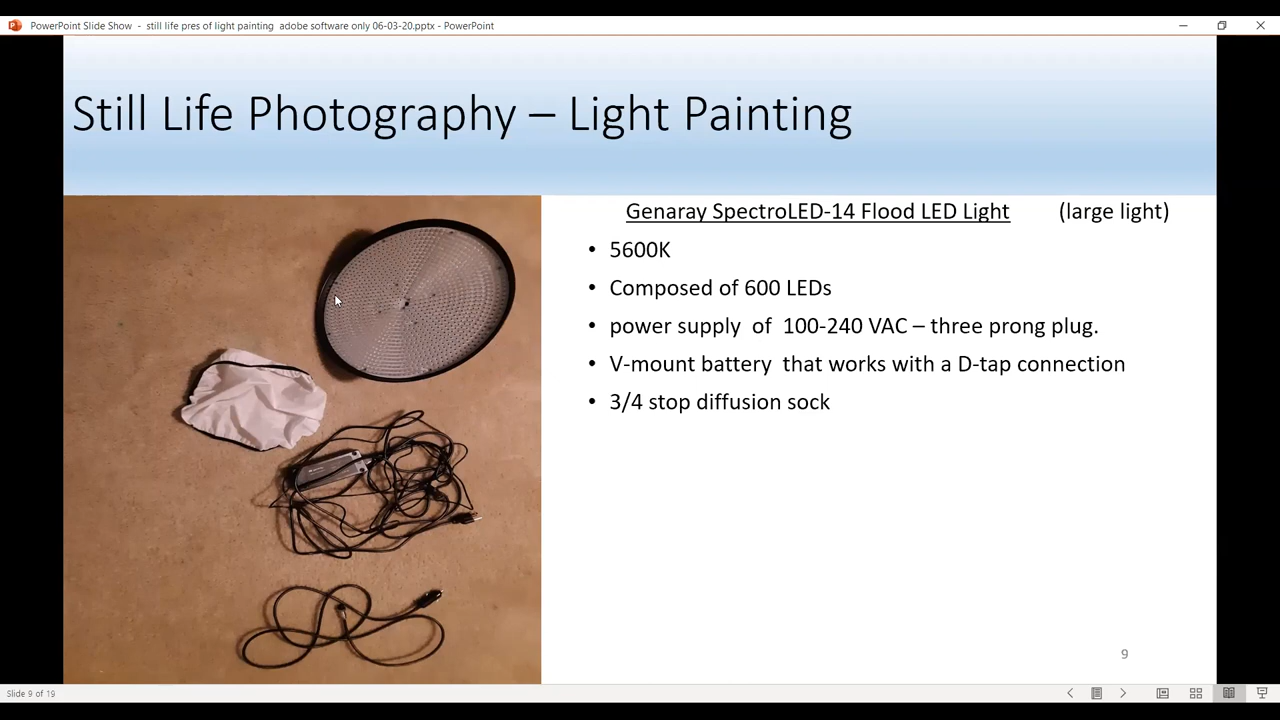 PowerPoint Slide Show - still life pres of light painting adobe software only 06-03-20.pptx - PowerPoint
Still Life Photography – Light Painting
Genaray SpectroLED-14 Flood LED Light (large light)
• 5600K
• Composed of 600 LEDs
• power supply of 100-240 VAC – three prong plug.
• V-mount battery that works with a D-tap connection
• 3/4 stop diffusion sock
9
Slide 9 of 19